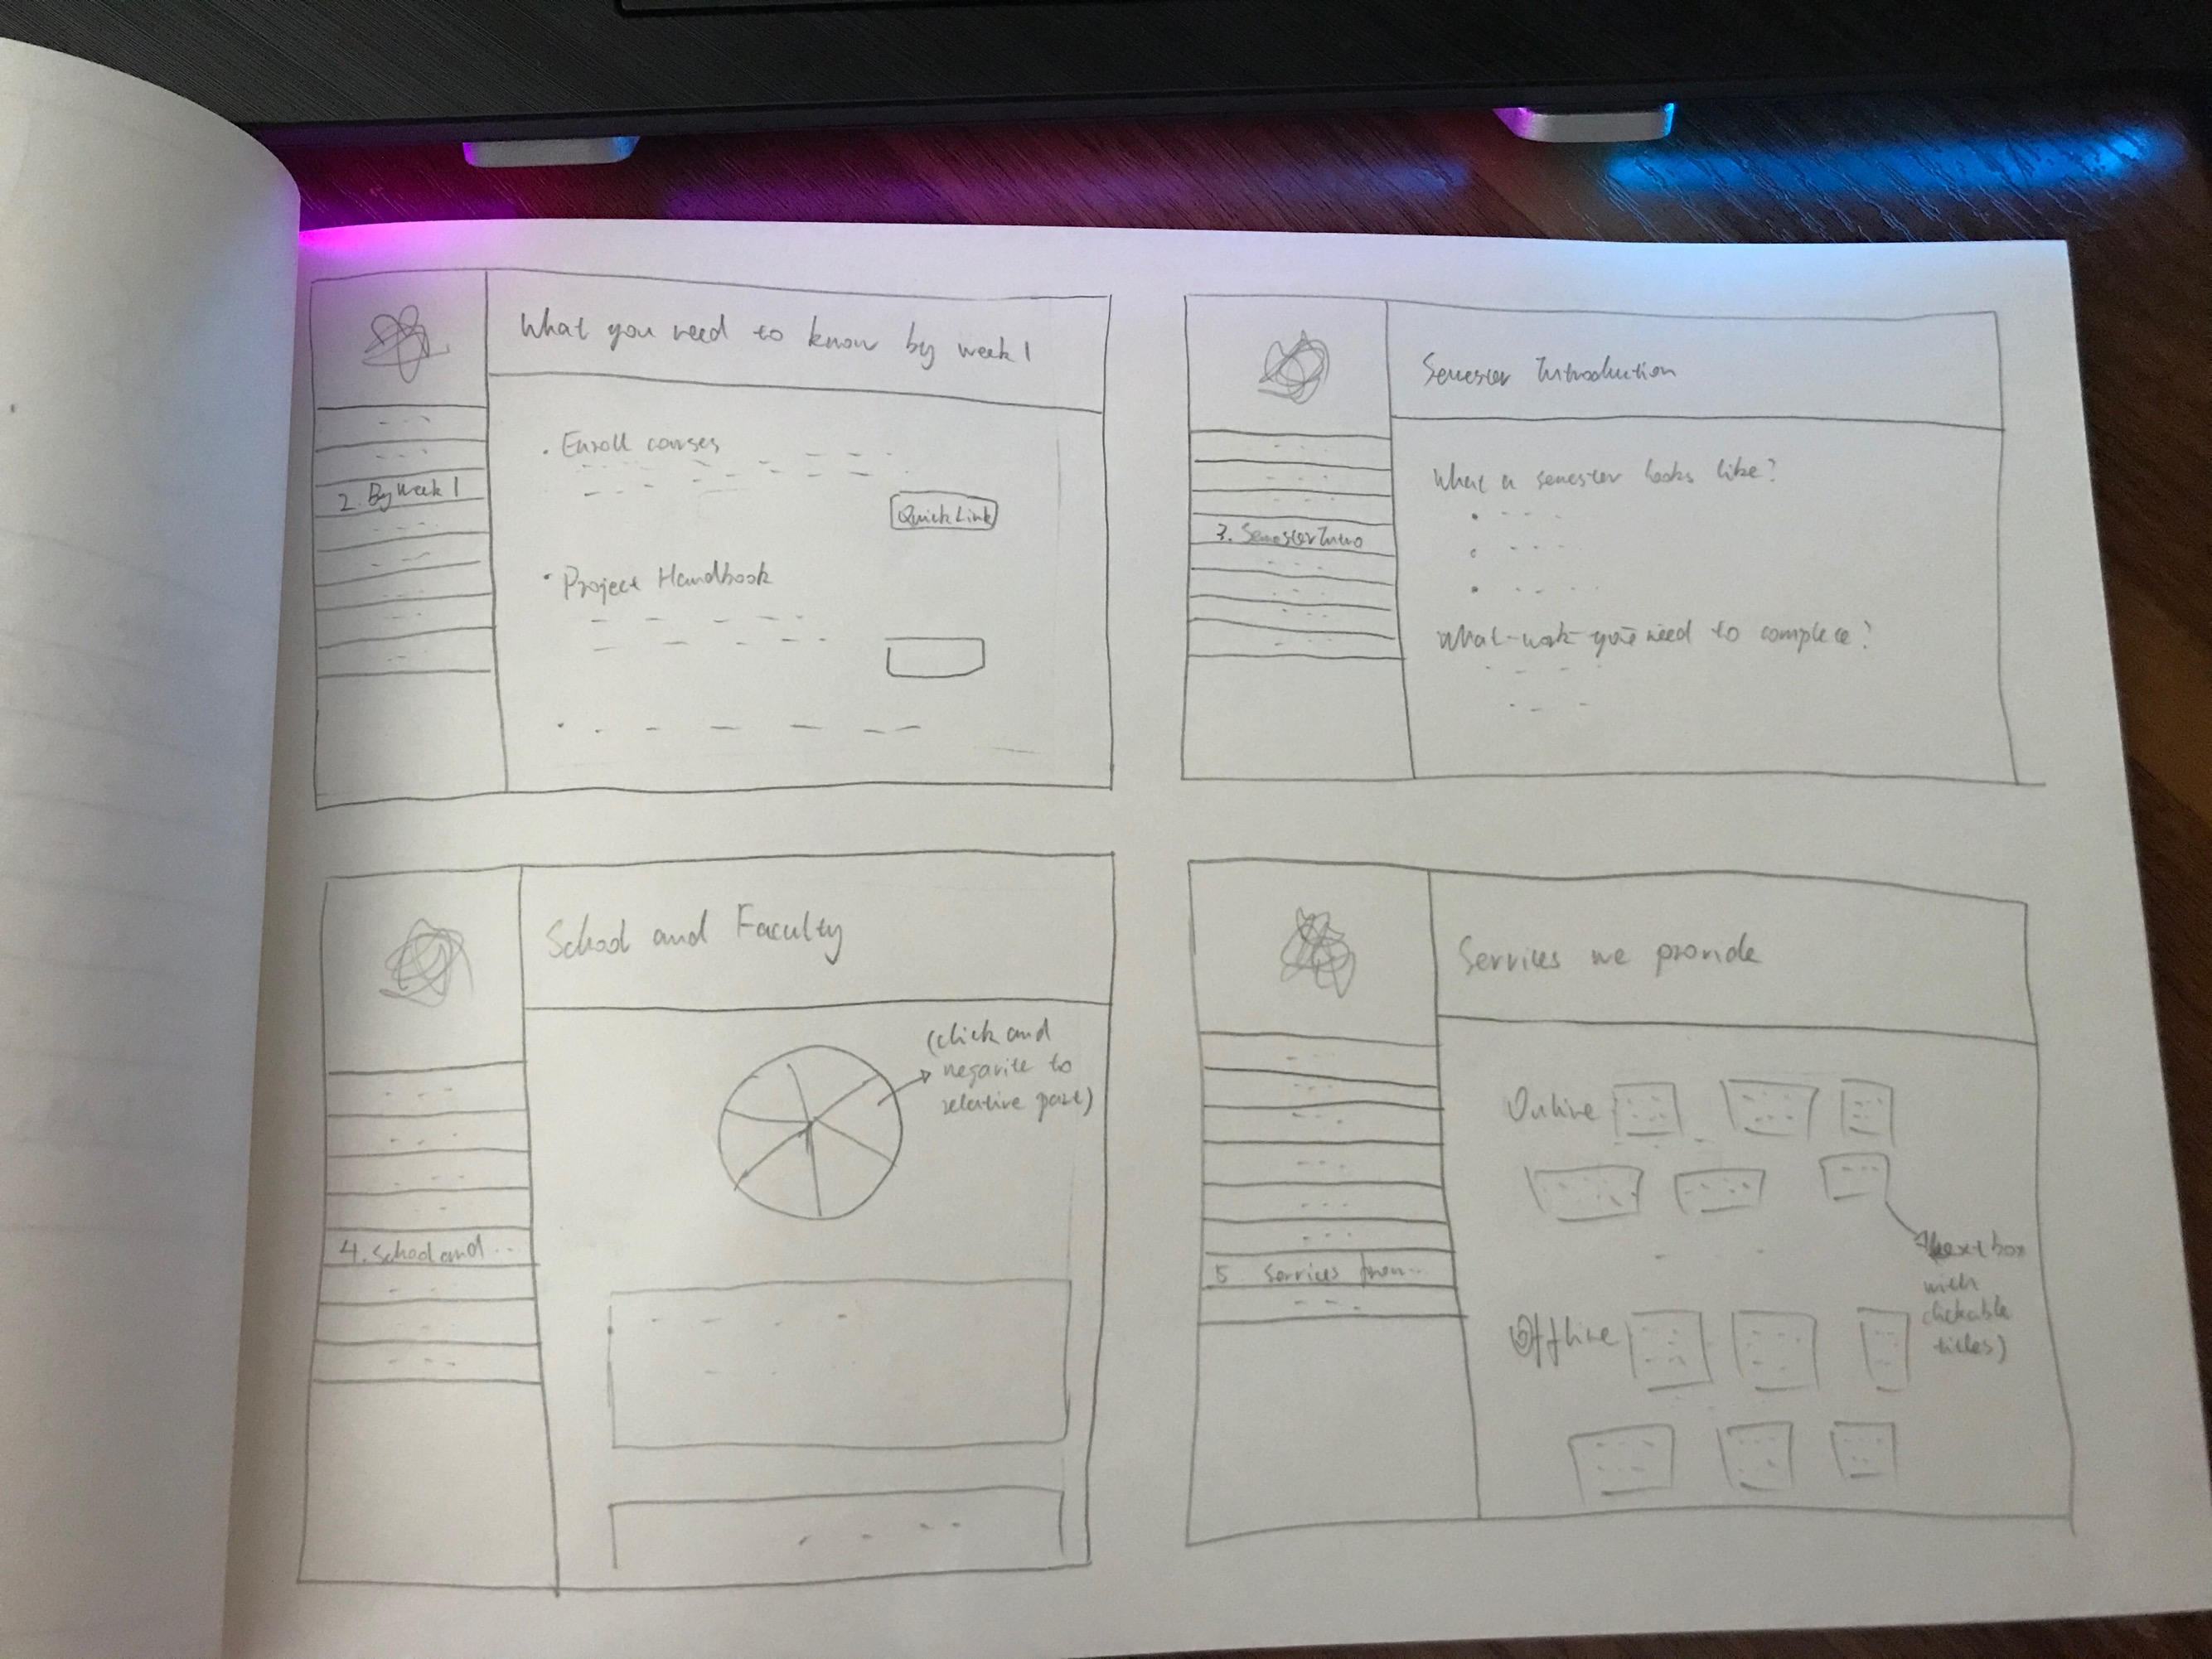 What you need to know by week 1
2. By Week 1
• Enroll courses
Quick Link
• Project Handbook
Semester Introduction
3. Semester Intro
What a semester looks like?
What work you need to complete?
School and Faculty
4. School and ...
(click and
negarite to
relative part)
Services we provide
5 Services from...
Online
Offline
text box
with
clickable
titles)